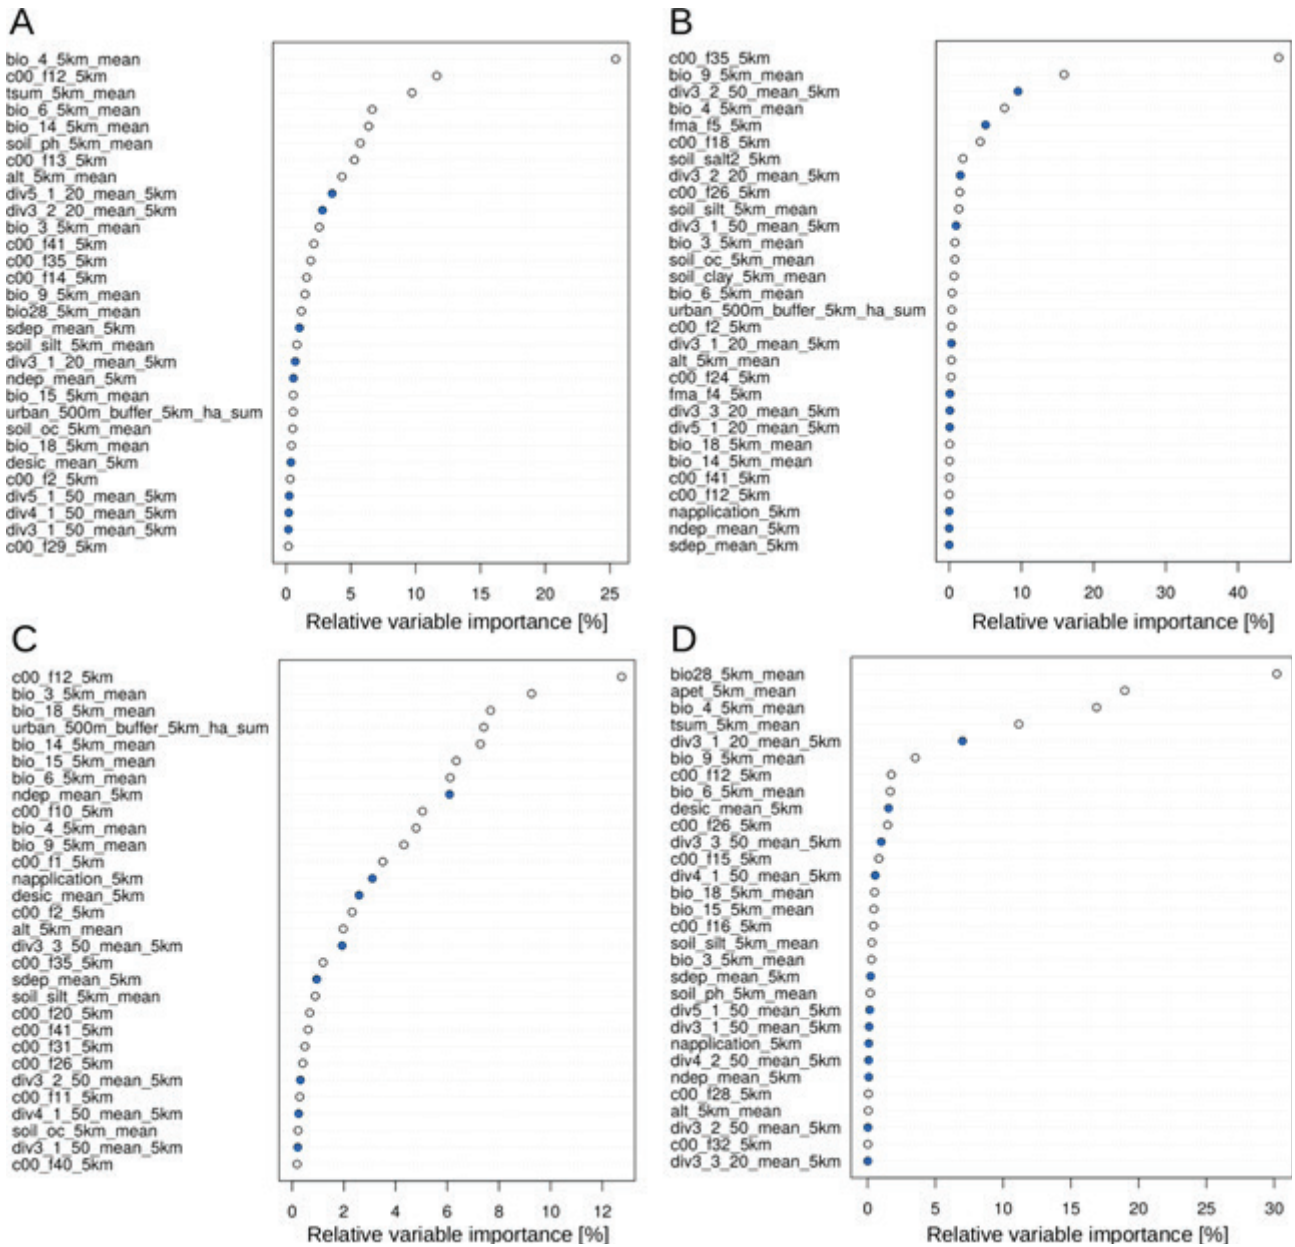 A
bio_4_5km_mean
c00_f12_5km
tsum_5km_mean
bio_6_5km_mean
bio_14_5km_mean
soil_ph_5km_mean
c00_f13_5km
alt_5km_mean
div5_1_20_mean_5km
div3_2_20_mean_5km
bio_3_5km_mean
c00_f41_5km
c00_f35_5km
c00_f14_5km
bio_9_5km_mean
bio28_5km_mean
sdep_mean_5km
soil_silt_5km_mean
div3_1_20_mean_5km
ndep_mean_5km
bio_15_5km_mean
urban_500m_buffer_5km_ha_sum
soil_oc_5km_mean
bio_18_5km_mean
desic_mean_5km
c00_f2_5km
div5_1_50_mean_5km
div4_1_50_mean_5km
div3_1_50_mean_5km
c00_f29_5km
0 5 10 15 20 25
Relative variable importance [%]
B
c00_f35_5km
bio_9_5km_mean
div3_2_50_mean_5km
bio_4_5km_mean
fma_f5_5km
c00_f18_5km
soil_salt2_5km
div3_2_20_mean_5km
c00_f26_5km
soil_silt_5km_mean
div3_1_50_mean_5km
bio_3_5km_mean
soil_oc_5km_mean
soil_clay_5km_mean
bio_6_5km_mean
urban_500m_buffer_5km_ha_sum
c00_f2_5km
div3_1_20_mean_5km
alt_5km_mean
c00_f24_5km
fma_f4_5km
div3_3_20_mean_5km
div5_1_20_mean_5km
bio_18_5km_mean
bio_14_5km_mean
c00_f41_5km
c00_f12_5km
napplication_5km
ndep_mean_5km
sdep_mean_5km
0 10 20 30 40
Relative variable importance [%]
C
c00_f12_5km
bio_3_5km_mean
bio_18_5km_mean
urban_500m_buffer_5km_ha_sum
bio_14_5km_mean
bio_15_5km_mean
bio_6_5km_mean
ndep_mean_5km
c00_f10_5km
bio_4_5km_mean
bio_9_5km_mean
c00_f1_5km
napplication_5km
desic_mean_5km
c00_f2_5km
alt_5km_mean
div3_3_50_mean_5km
c00_f35_5km
sdep_mean_5km
soil_silt_5km_mean
c00_f20_5km
c00_f41_5km
c00_f31_5km
c00_f26_5km
div3_2_50_mean_5km
c00_f11_5km
div4_1_50_mean_5km
soil_oc_5km_mean
div3_1_50_mean_5km
c00_f40_5km
0 2 4 6 8 10 12
Relative variable importance [%]
D
bio28_5km_mean
apet_5km_mean
bio_4_5km_mean
tsum_5km_mean
div3_1_20_mean_5km
bio_9_5km_mean
c00_f12_5km
bio_6_5km_mean
desic_mean_5km
c00_f26_5km
div3_3_50_mean_5km
c00_f15_5km
div4_1_50_mean_5km
bio_18_5km_mean
bio_15_5km_mean
c00_f16_5km
soil_silt_5km_mean
bio_3_5km_mean
sdep_mean_5km
soil_ph_5km_mean
div5_1_50_mean_5km
div3_1_50_mean_5km
napplication_5km
div4_2_50_mean_5km
ndep_mean_5km
c00_f28_5km
alt_5km_mean
div3_2_50_mean_5km
c00_f32_5km
div3_3_20_mean_5km
0 5 10 15 20 25 30
Relative variable importance [%]